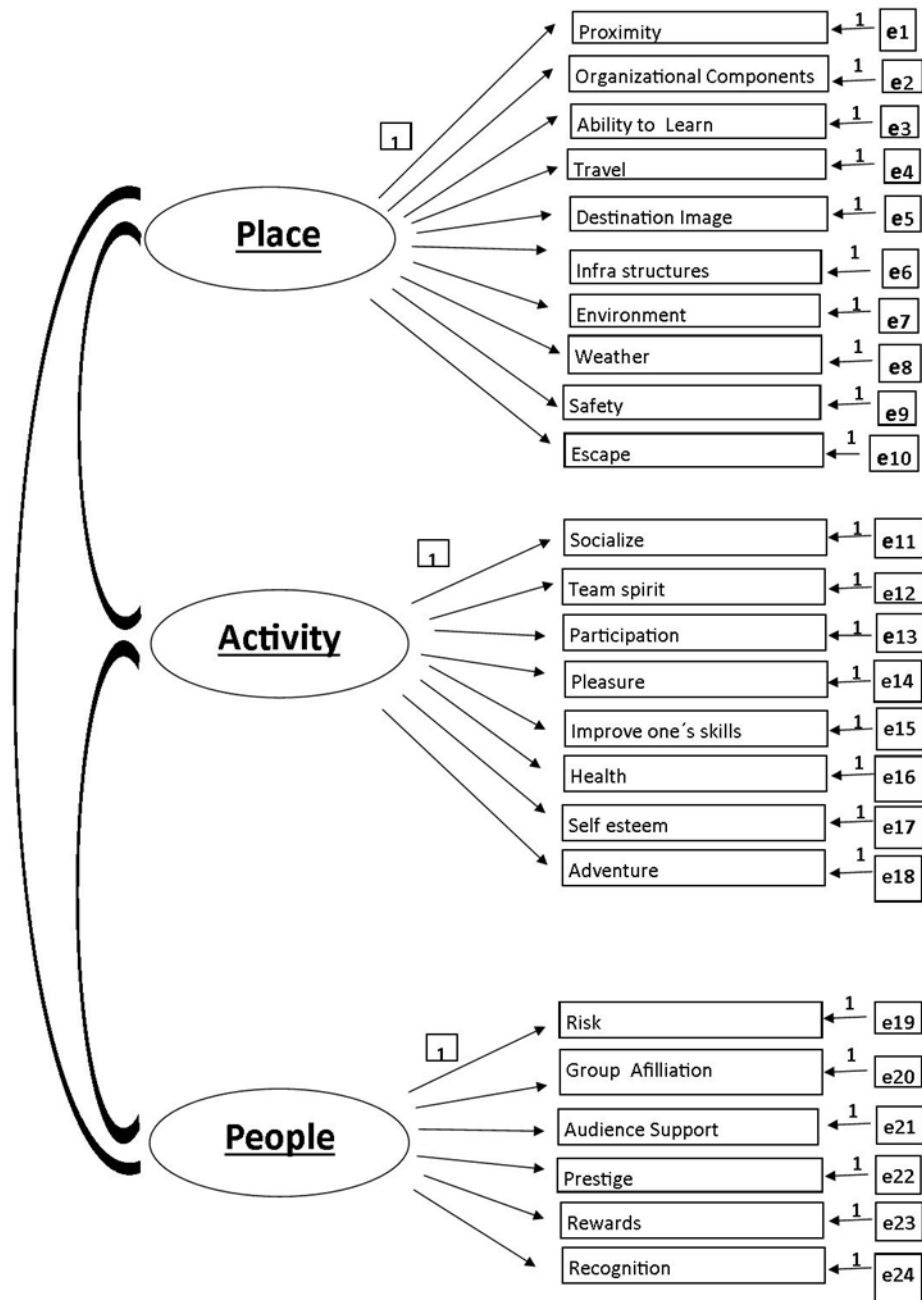 Proximity 1 e1
Organizational Components 1 e2
1
Ability to Learn 1 e3
Travel 1 e4
Place
Destination Image 1 e5
Infra structures 1 e6
Environment 1 e7
Weather 1 e8
Safety 1 e9
Escape 1 e10
1
Socialize 1 e11
Team spirit 1 e12
Activity
Participation 1 e13
Pleasure 1 e14
Improve one´s skills 1 e15
Health 1 e16
Self esteem 1 e17
Adventure 1 e18
1
Risk 1 e19
Group Afilliation 1 e20
People
Audience Support 1 e21
Prestige 1 e22
Rewards 1 e23
Recognition 1 e24